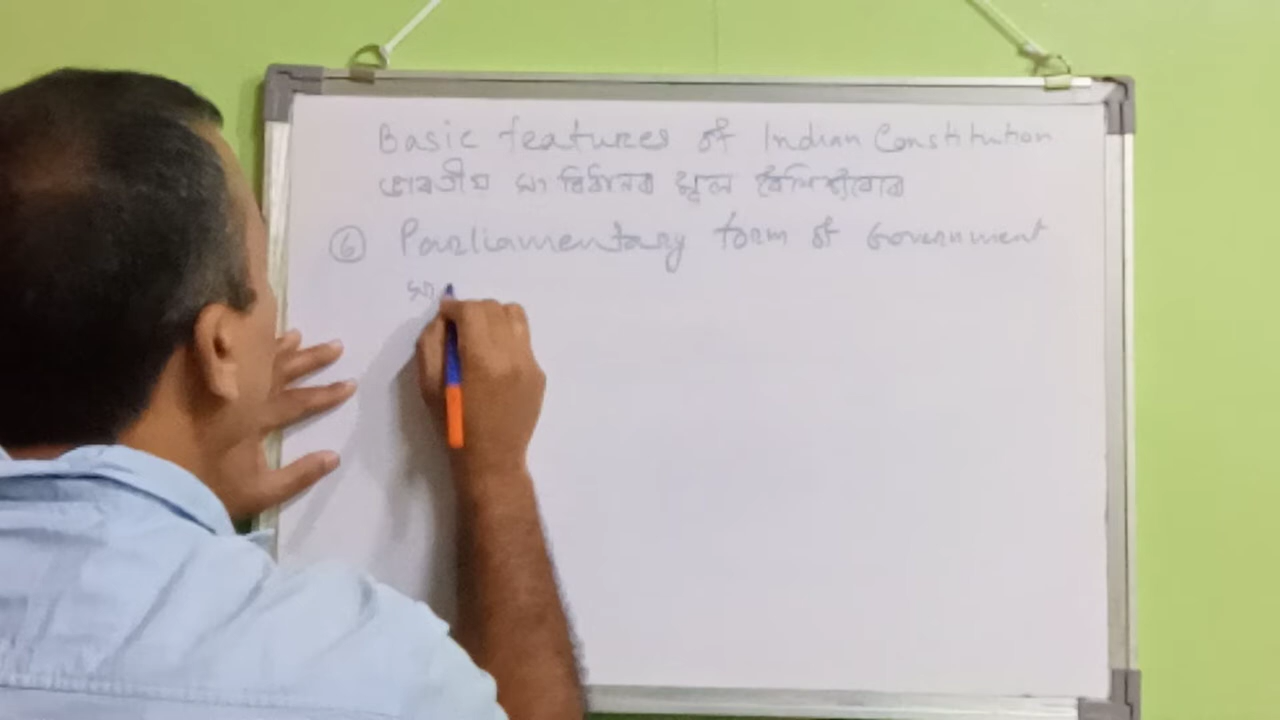 Basic features of Indian Constitution
ভাৰতীয় সংবিধানৰ মূল বৈশিষ্ট্যবোৰ
⑥ Parliamentary form of Government